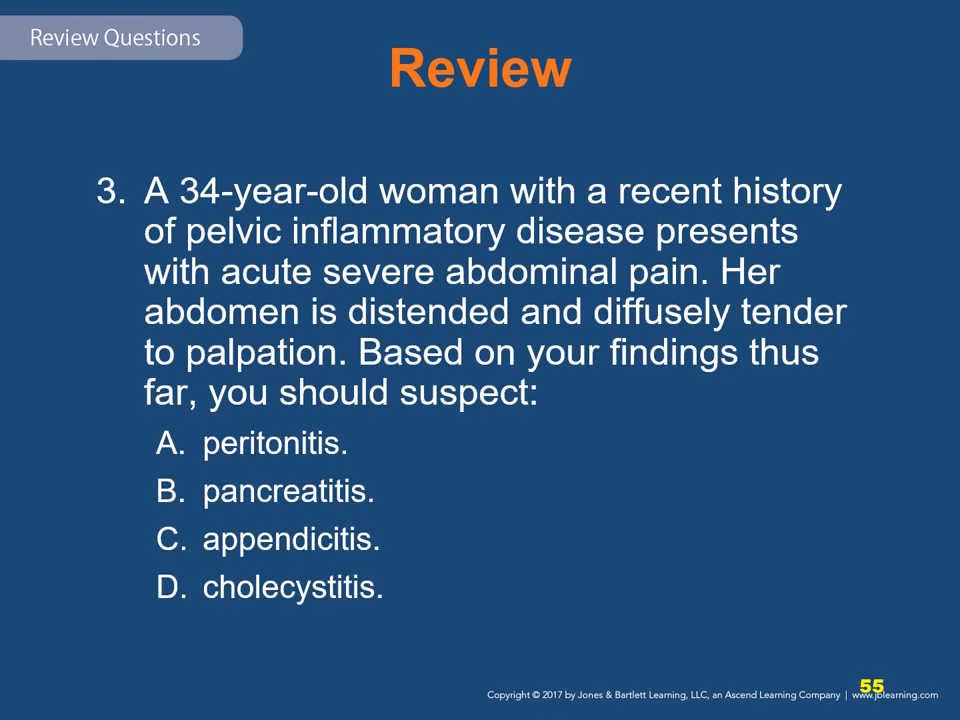 Review Questions
Review
3. A 34-year-old woman with a recent history
of pelvic inflammatory disease presents
with acute severe abdominal pain. Her
abdomen is distended and diffusely tender
to palpation. Based on your findings thus
far, you should suspect:
A. peritonitis.
B. pancreatitis.
C. appendicitis.
D. cholecystitis.
55
Copyright © 2017 by Jones & Bartlett Learning, LLC, an Ascend Learning Company | www.jblearning.com